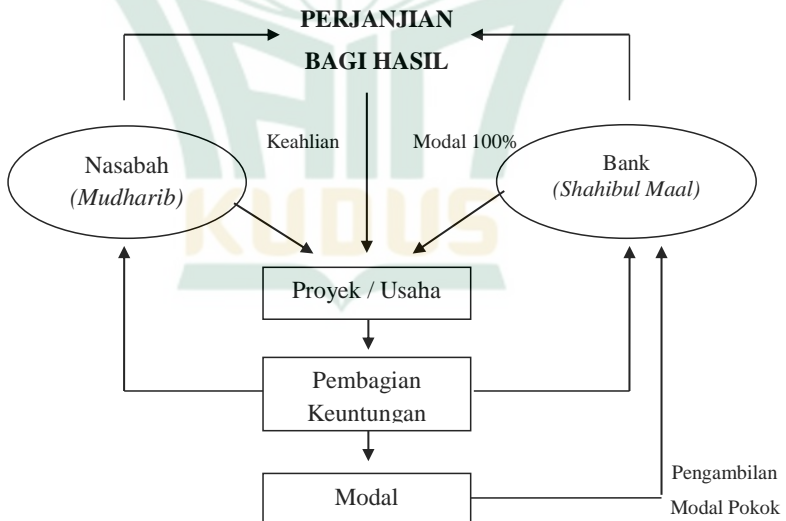 PERJANJIAN
BAGI HASIL
Keahlian
Modal 100%
Nasabah
(Mudharib)
Bank
(Shahibul Maal)
KUDUS
Proyek / Usaha
Pembagian
Keuntungan
Modal
Pengambilan
Modal Pokok